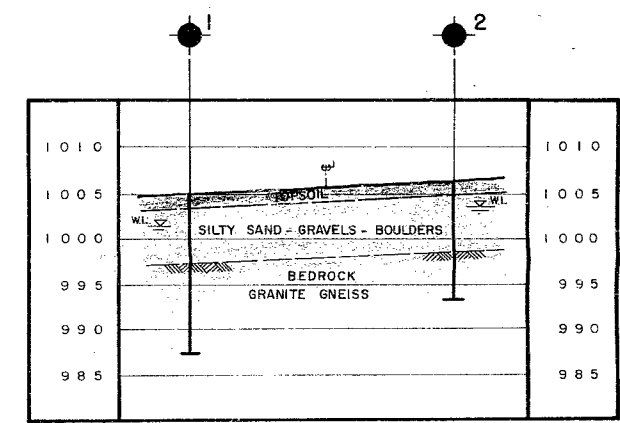 1 2
1010 1010
1005 TOPSOIL 1005
W.L. W.L.
SILTY SAND - GRAVELS - BOULDERS
1000 1000
BEDROCK
995 995
GRANITE GNEISS
990 990
985 985